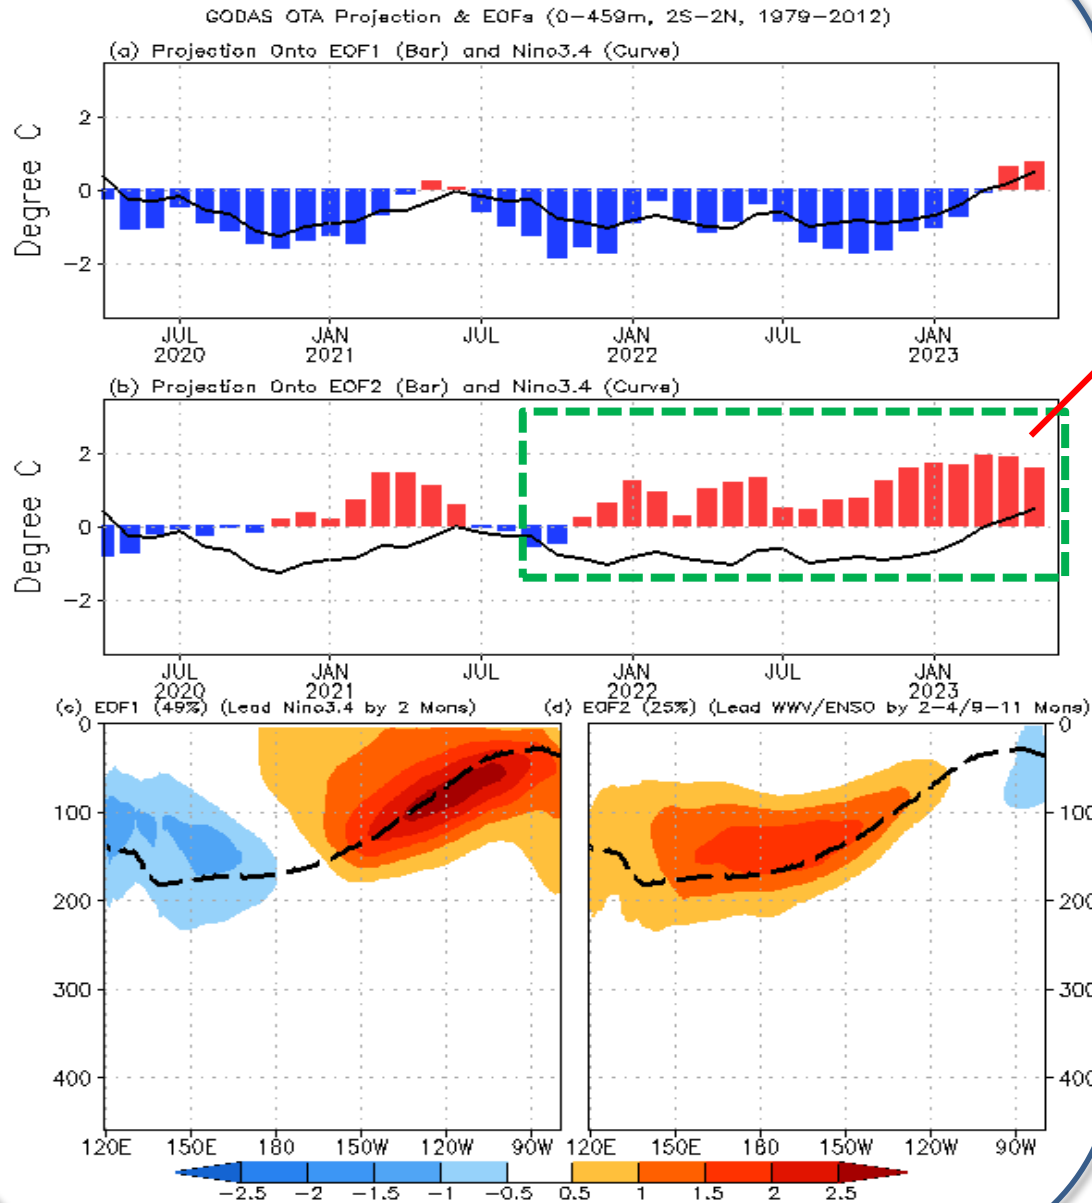 GODAS OTA Projection & EOFs (0-459m, 2S-2N, 1979-2012)
(a) Projection Onto EOF1 (Bar) and Nino3.4 (Curve)
Degree C
2
0
-2
JUL 2020
JAN 2021
JUL
JAN 2022
JUL
JAN 2023
(b) Projection Onto EOF2 (Bar) and Nino3.4 (Curve)
Degree C
2
0
-2
JUL 2020
JAN 2021
JUL
JAN 2022
JUL
JAN 2023
(c) EOF1 (49%) (Lead Nino3.4 by 2 Mons)
0
100
200
300
400
120E 150E 180 150W 120W 90W
(d) EOF2 (25%) (Lead WWV/ENSO by 2-4/9-11 Mons)
0
100
200
300
400
120E 150E 180 150W 120W 90W
-2.5 -2 -1.5 -1 -0.5 0.5 1 1.5 2 2.5